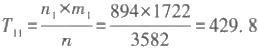 T₁₁ = n₁×m₁ / n = 894×1722 / 3582 = 429. 8